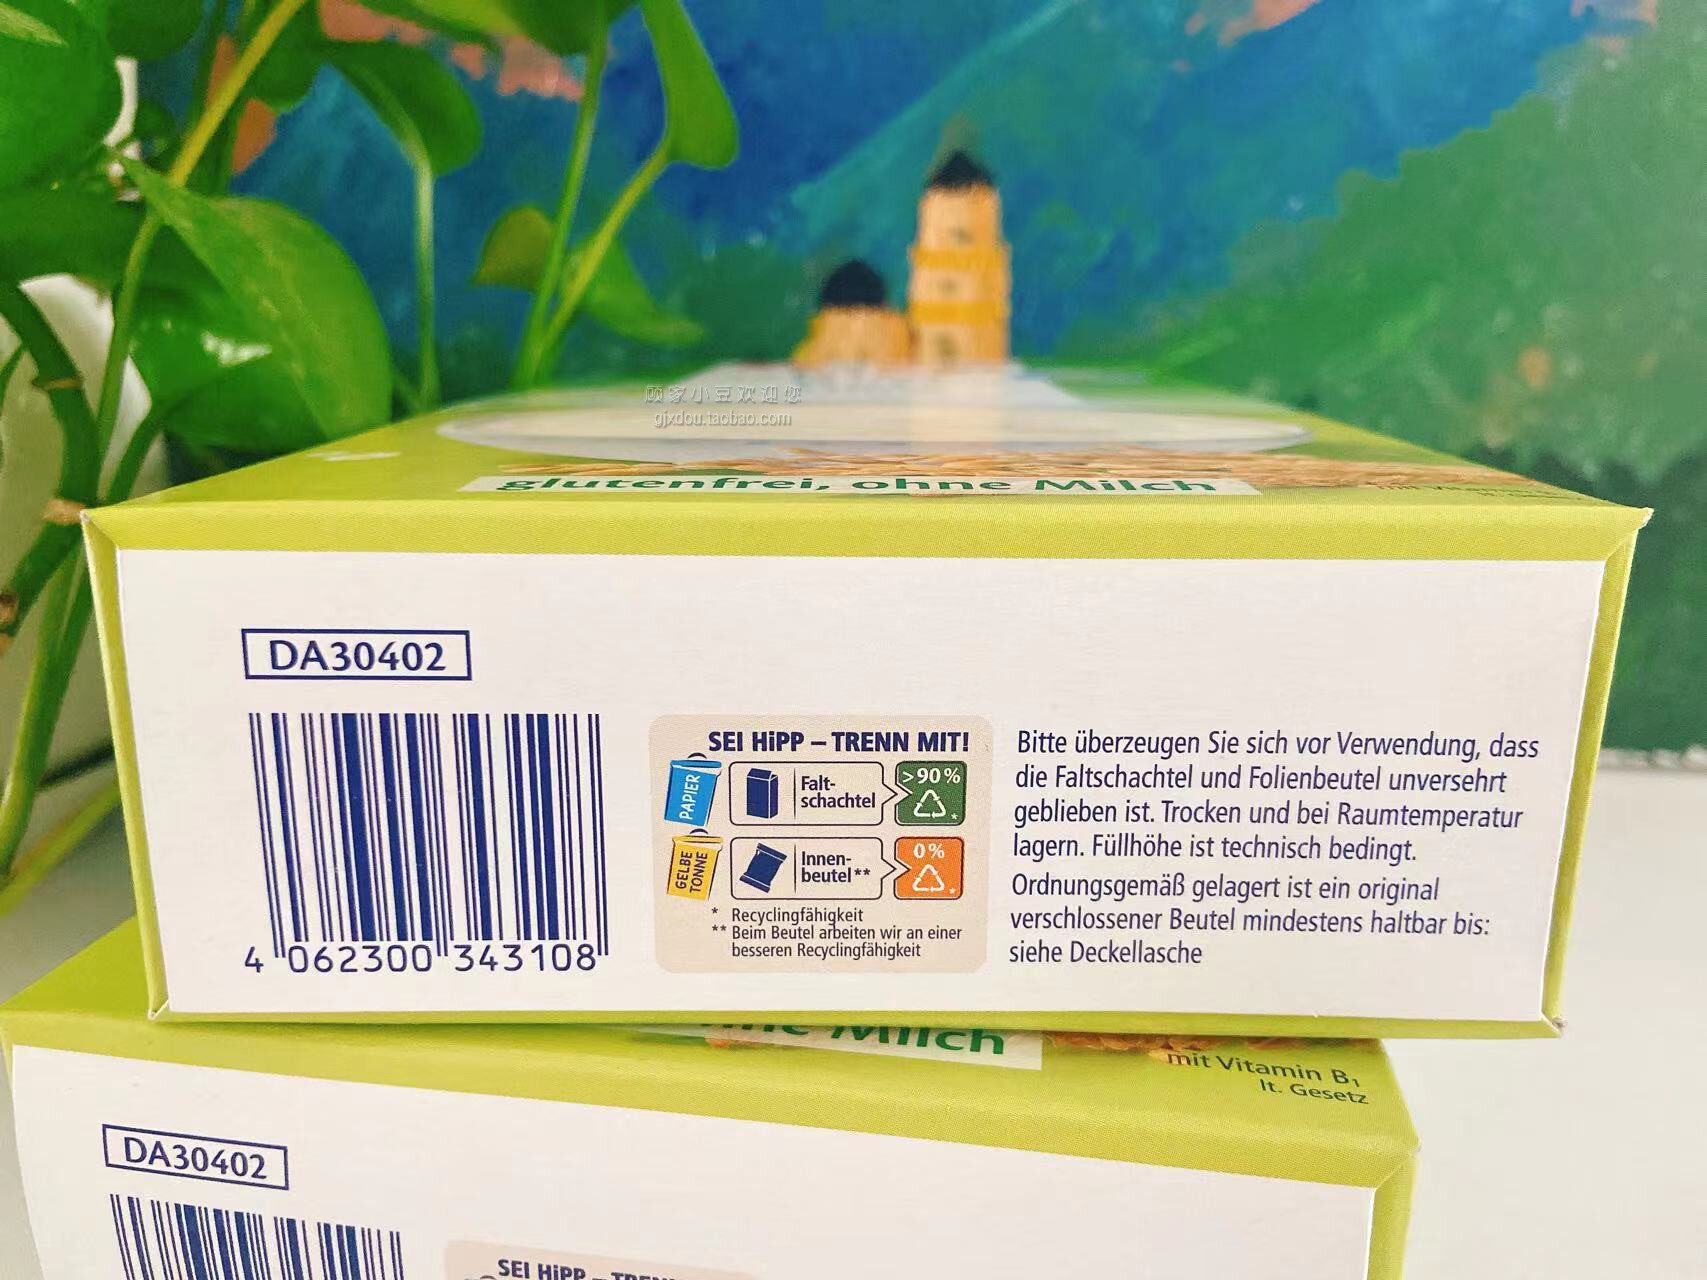 顾家小豆欢迎您
gjxdou.taobao.com
glutenfrei, ohne Milch
DA30402
4 062300 343108
SEI HiPP – TRENN MIT!
PAPIER
Falt-
schachtel
>90%
*
GELBE
TONNE
Innen-
beutel**
0%
*
* Recyclingfähigkeit
** Beim Beutel arbeiten wir an einer
besseren Recyclingfähigkeit
Bitte überzeugen Sie sich vor Verwendung, dass
die Faltschachtel und Folienbeutel unversehrt
geblieben ist. Trocken und bei Raumtemperatur
lagern. Füllhöhe ist technisch bedingt.
Ordnungsgemäß gelagert ist ein original
verschlossener Beutel mindestens haltbar bis:
siehe Deckellasche
Milch
mit Vitamin B₁
lt. Gesetz
DA30402
SEI HiPP –